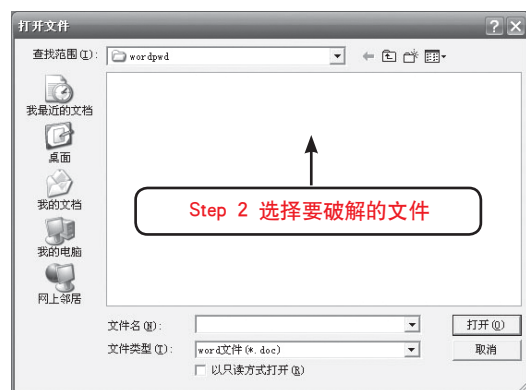 打开文件
查找范围(I): wordpwd
我最近的文档
桌面
我的文档
我的电脑
网上邻居
Step 2 选择要破解的文件
文件名(N): 打开(O)
文件类型(T): word文件(*.doc) 取消
以只读方式打开(R)